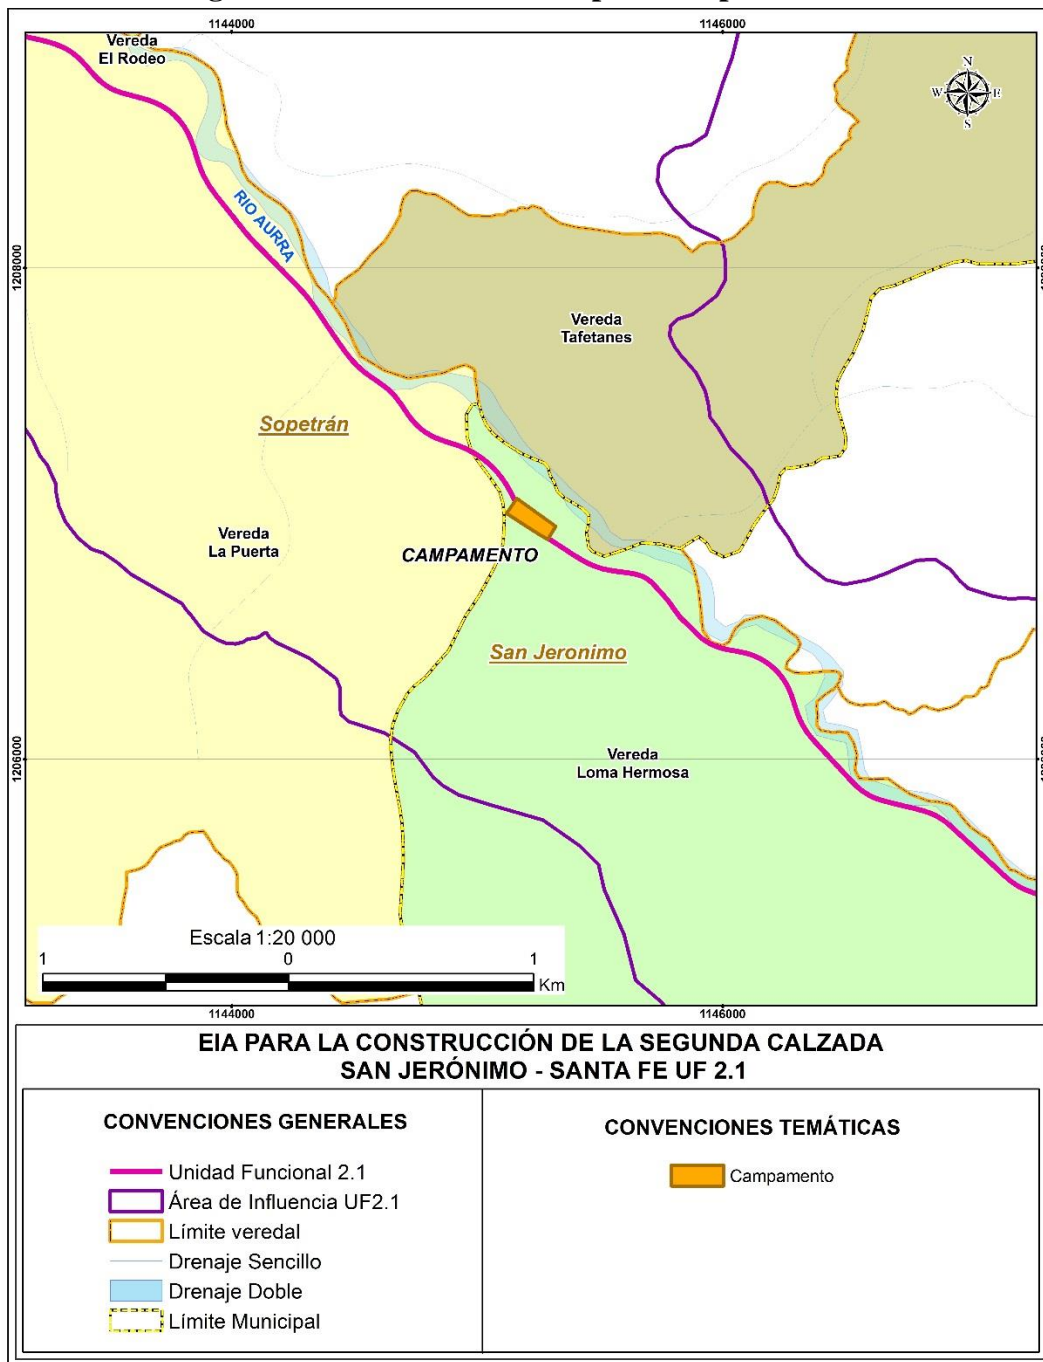 1144000
1146000
Vereda
El Rodeo
N
W
E
S
RIO AURRA
1208000
Vereda
Tafetanes
Sopetrán
Vereda
La Puerta
CAMPAMENTO
San Jeronimo
1206000
Vereda
Loma Hermosa
Escala 1:20 000
1
0
1
Km
1144000
1146000
EIA PARA LA CONSTRUCCIÓN DE LA SEGUNDA CALZADA
SAN JERÓNIMO - SANTA FE UF 2.1
CONVENCIONES GENERALES
Unidad Funcional 2.1
Área de Influencia UF2.1
Límite veredal
Drenaje Sencillo
Drenaje Doble
Límite Municipal
CONVENCIONES TEMÁTICAS
Campamento